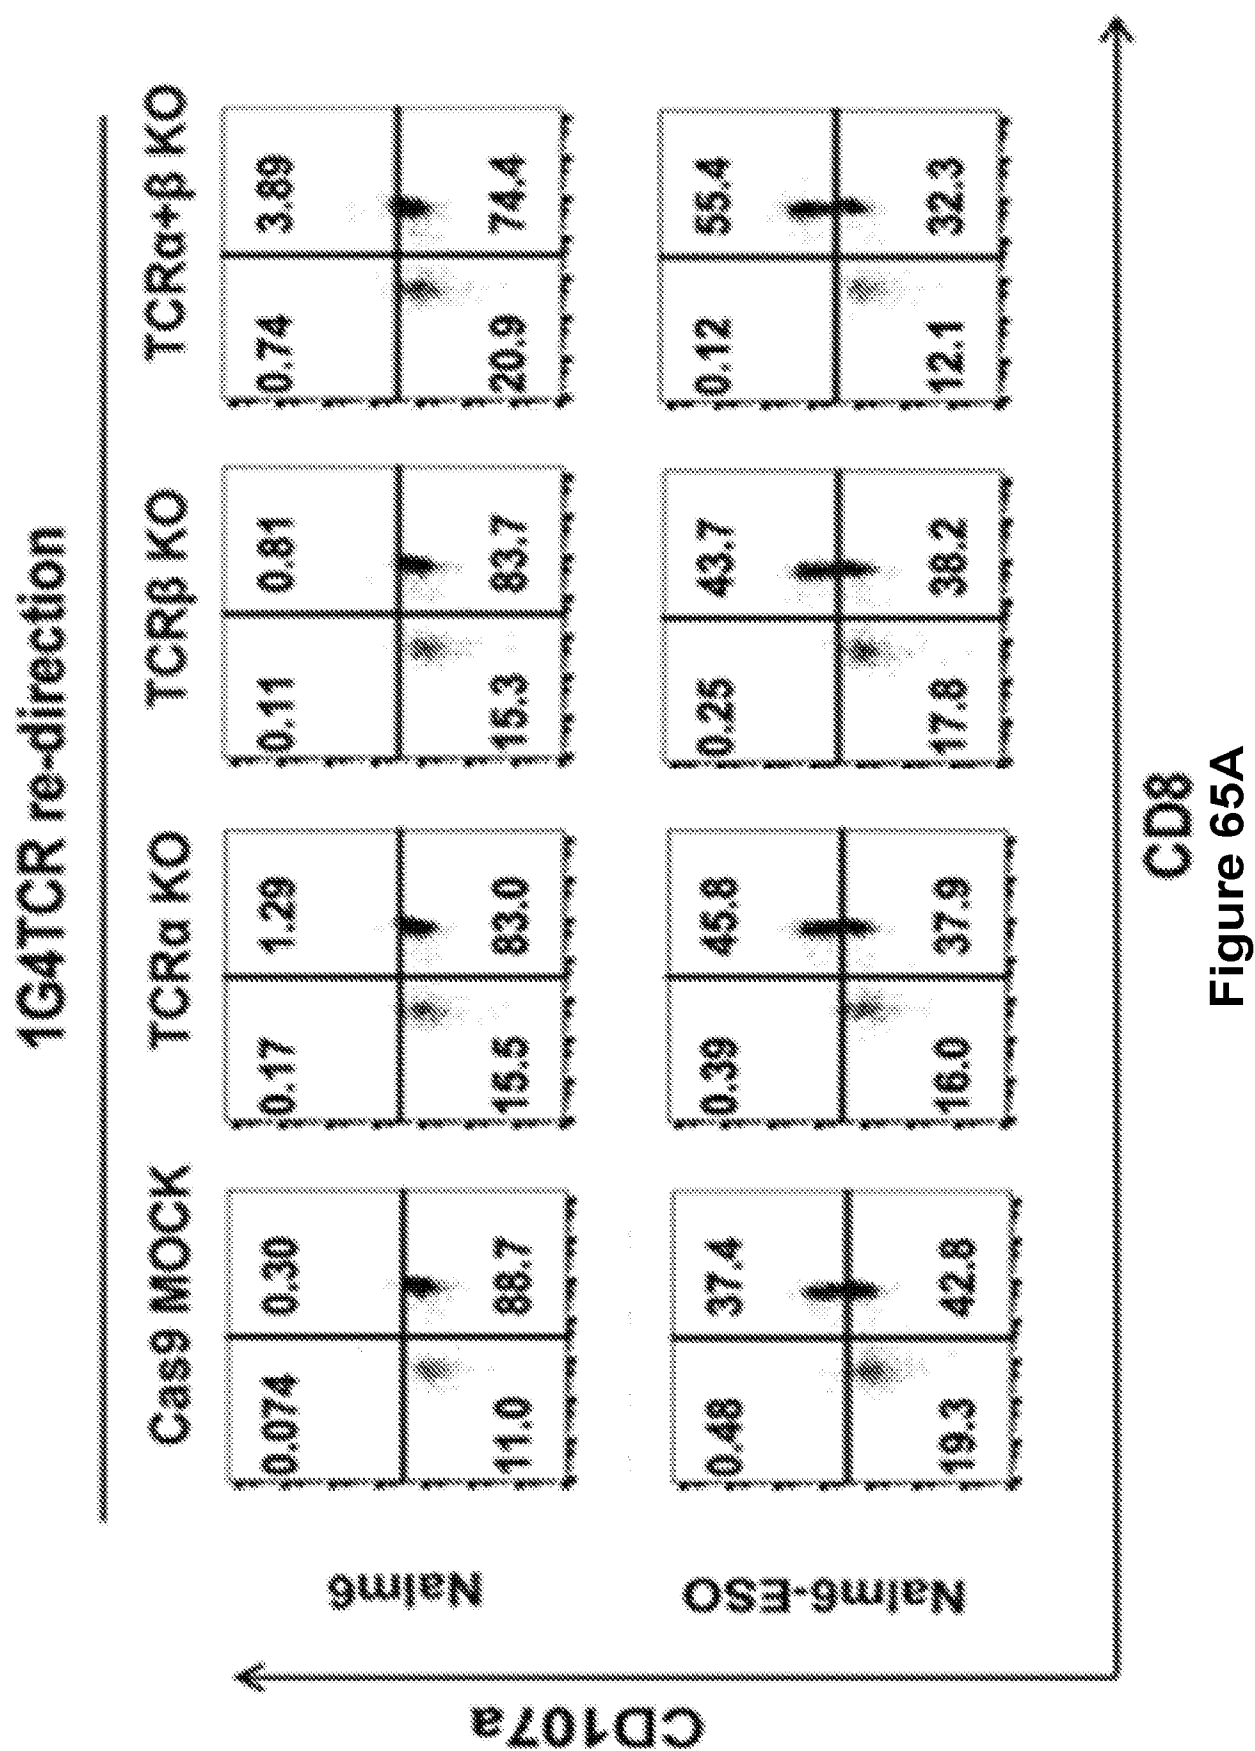 1G4TCR re-direction
Cas9 MOCK TCRα KO TCRβ KO TCRα+β KO
Nalm6
0.074 0.30 0.17 1.29 0.11 0.81 0.74 3.89
11.0 88.7 15.5 83.0 15.3 83.7 20.9 74.4
Nalm6-ESO
0.48 37.4 0.39 45.8 0.25 43.7 0.12 55.4
19.3 42.8 16.0 37.9 17.8 38.2 12.1 32.3
CD107a
CD8
Figure 65A